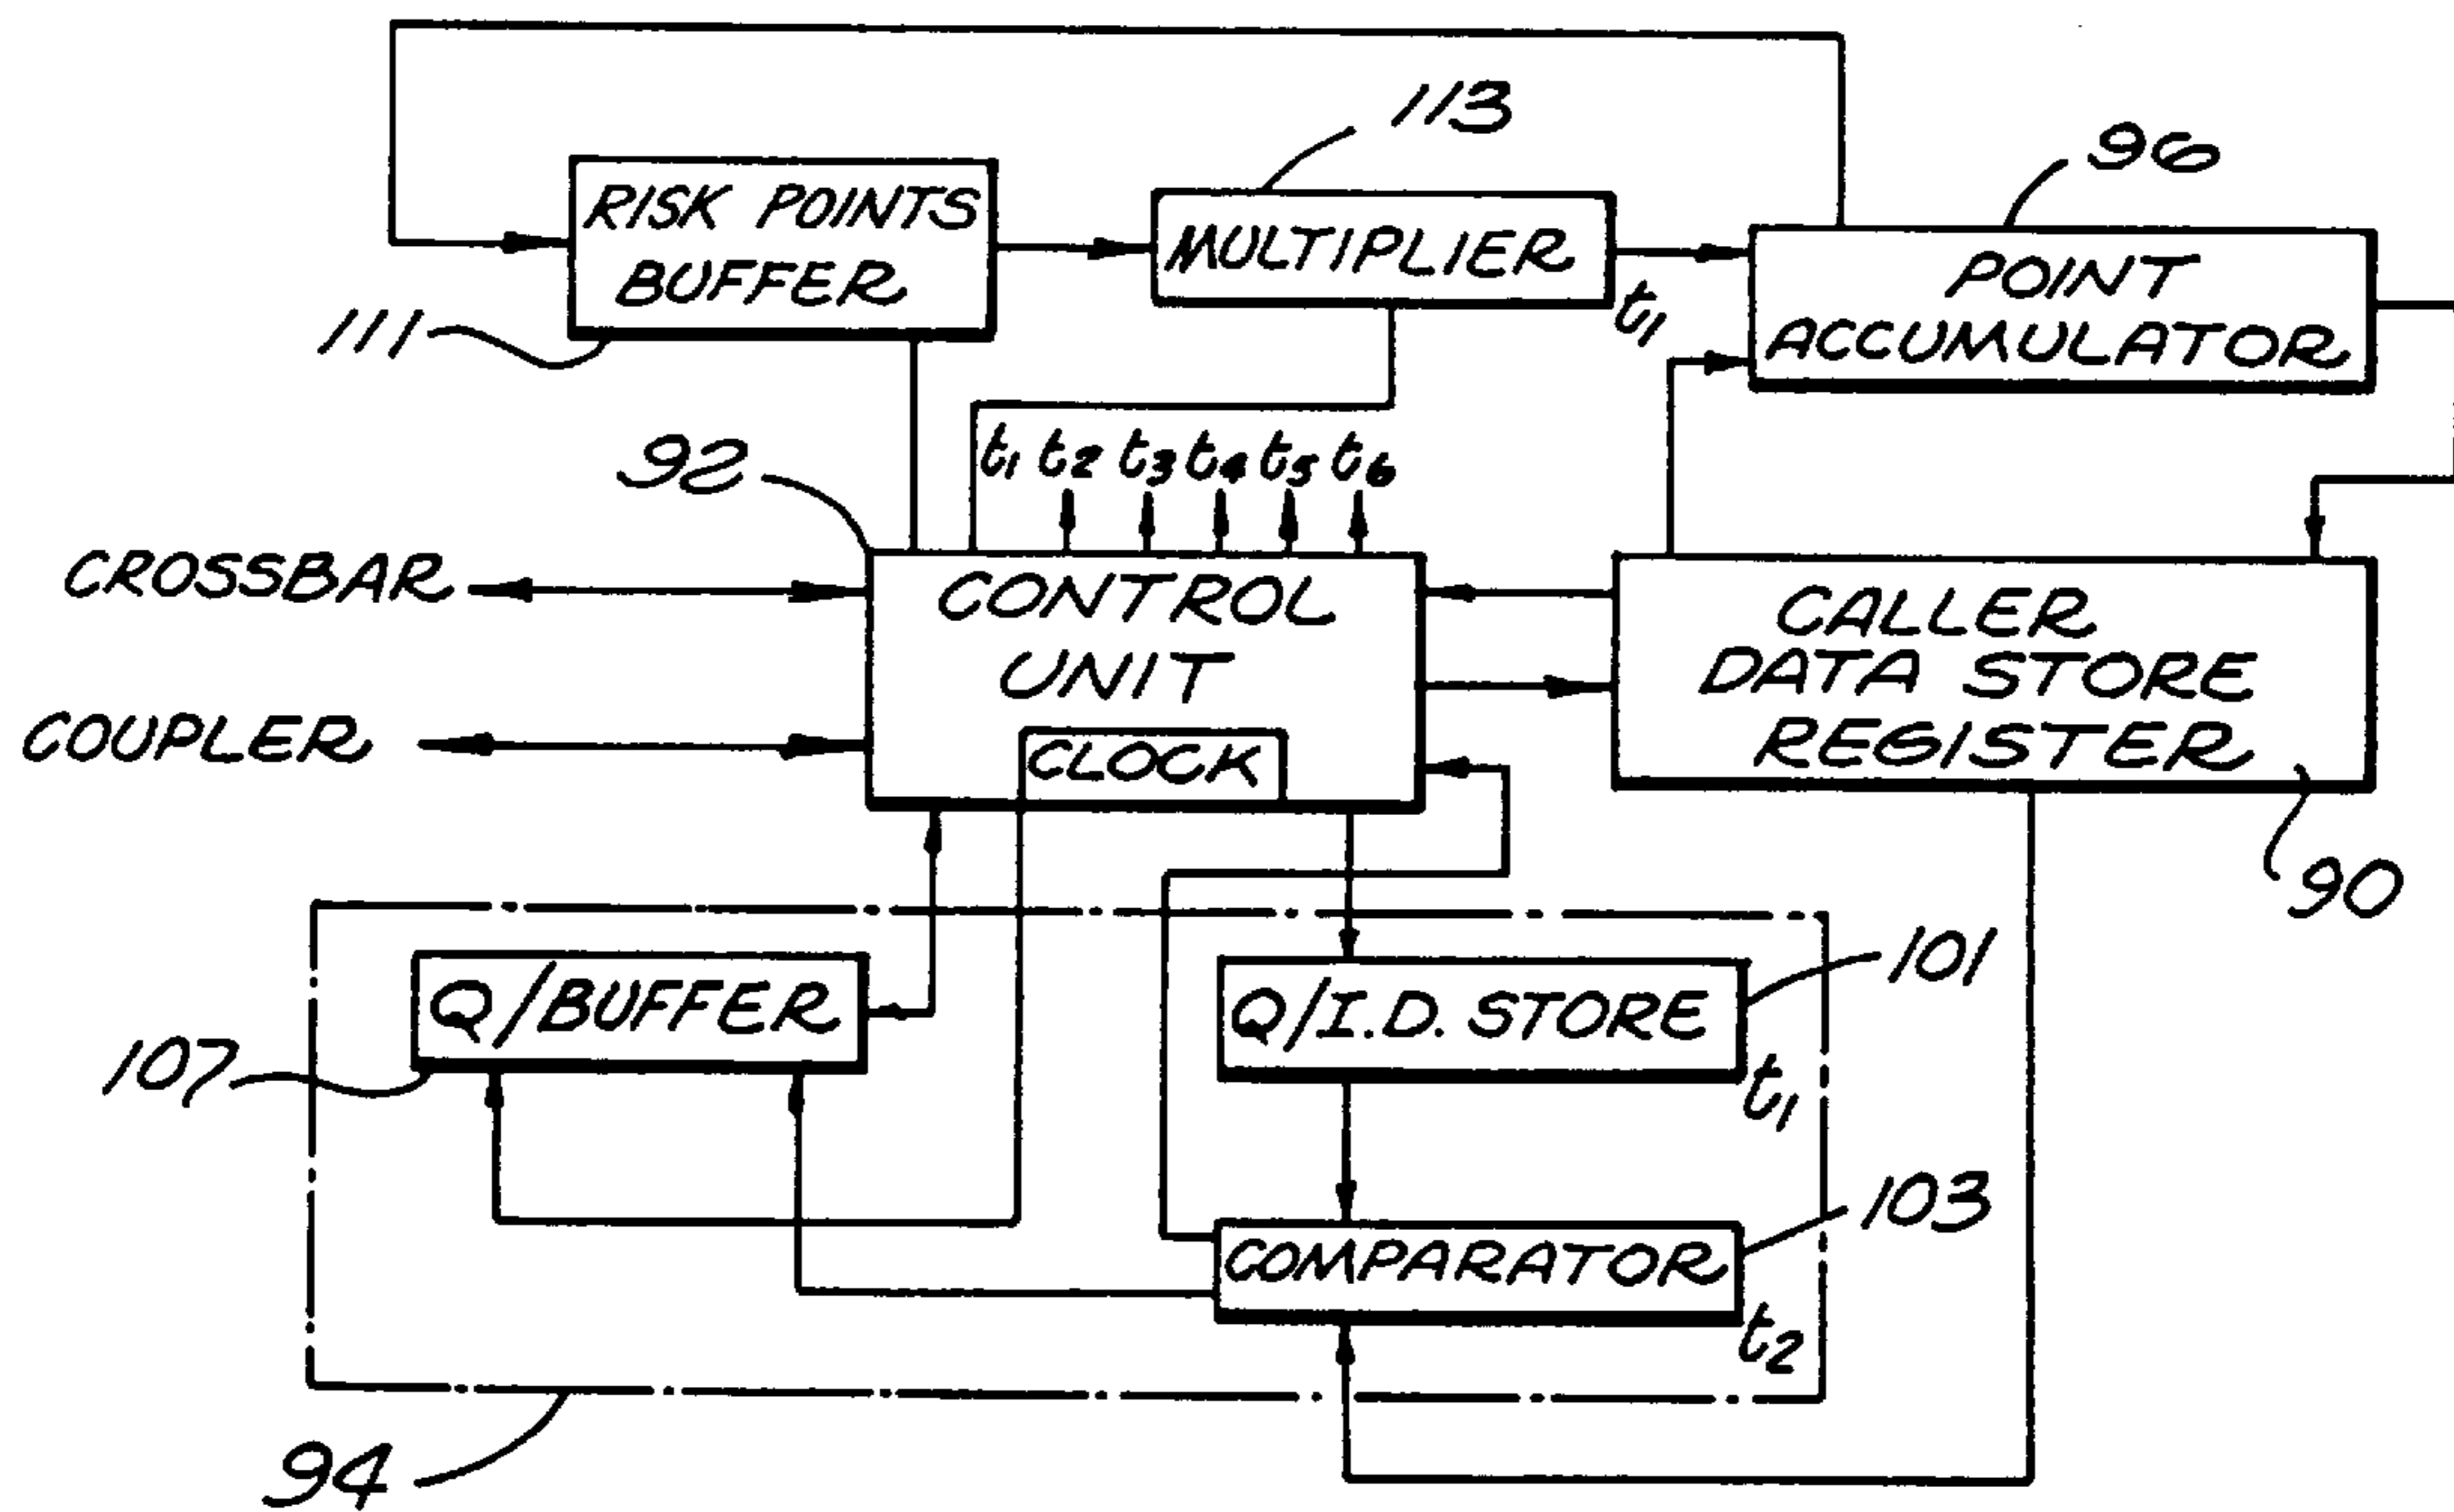 113
96
RISK POINTS
BUFFER
MULTIPLIER
POINT
ACCUMULATOR
t1
111
92
t1 t2 t3 t4 t5 t6
CROSSBAR
CONTROL
UNIT
CLOCK
COUPLER
CALLER
DATA STORE
REGISTER
90
Q/BUFFER
Q/I.D. STORE
101
107
t1
103
COMPARATOR
t2
94